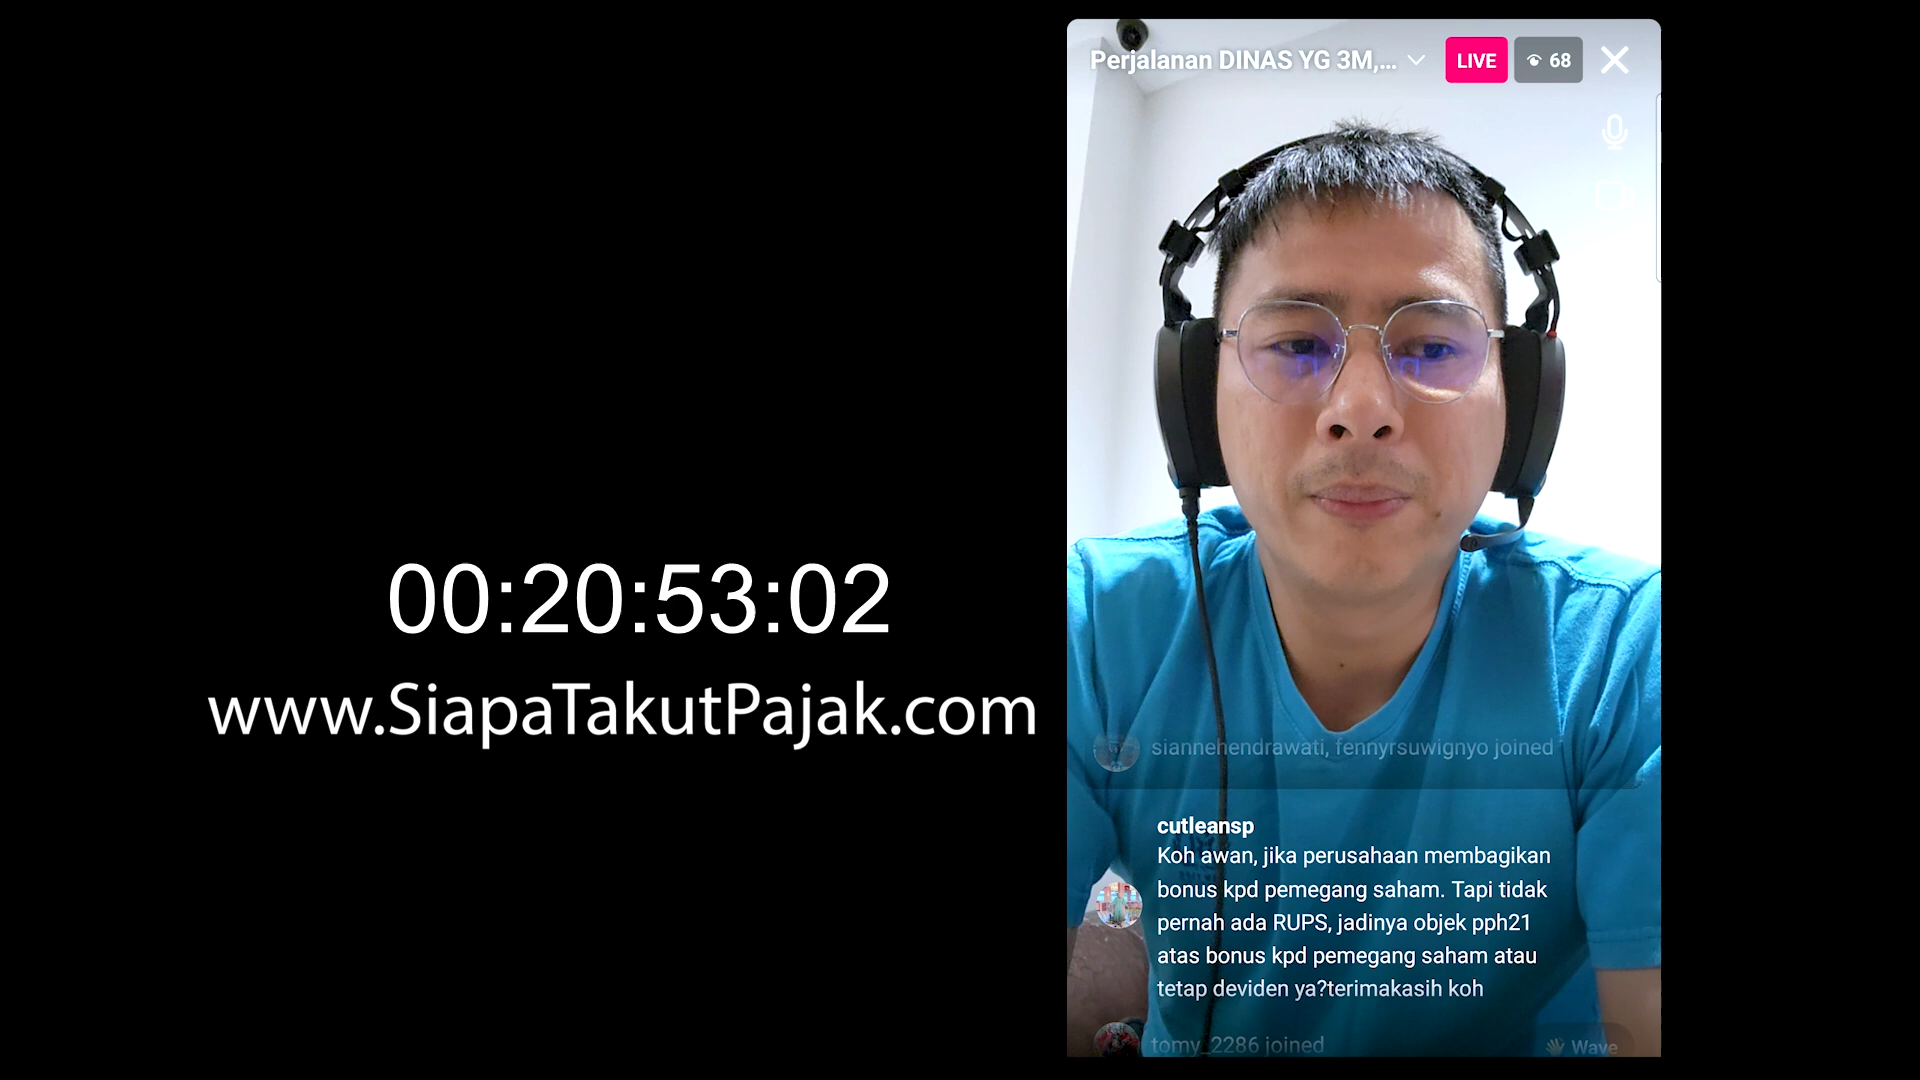 Perjalanan DINAS YG 3M,...
LIVE
68
00:20:53:02
www.SiapaTakutPajak.com
siannehendrawati, fennyrsuwignyo joined
cutleansp
Koh awan, jika perusahaan membagikan
bonus kpd pemegang saham. Tapi tidak
pernah ada RUPS, jadinya objek pph21
atas bonus kpd pemegang saham atau
tetap deviden ya?terimakasih koh
tomy_2286 joined
Wave